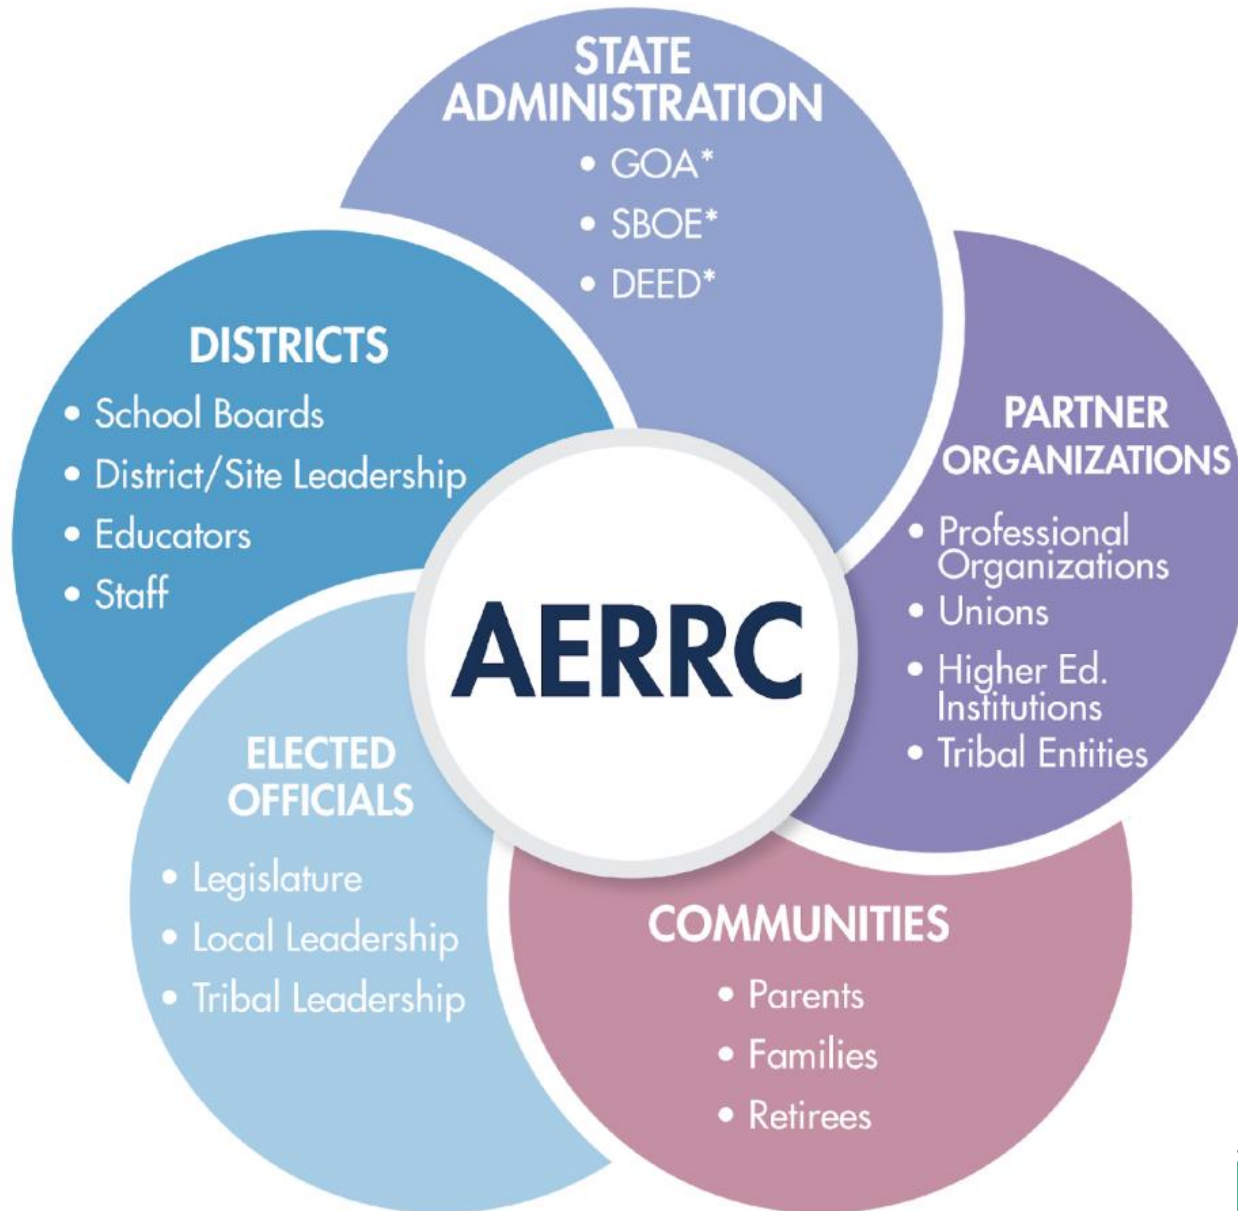 STATE
ADMINISTRATION
• GOA*
• SBOE*
• DEED*
DISTRICTS
• School Boards
• District/Site Leadership
• Educators
• Staff
PARTNER
ORGANIZATIONS
• Professional
Organizations
• Unions
• Higher Ed.
Institutions
• Tribal Entities
AERRC
ELECTED
OFFICIALS
• Legislature
• Local Leadership
• Tribal Leadership
COMMUNITIES
• Parents
• Families
• Retirees